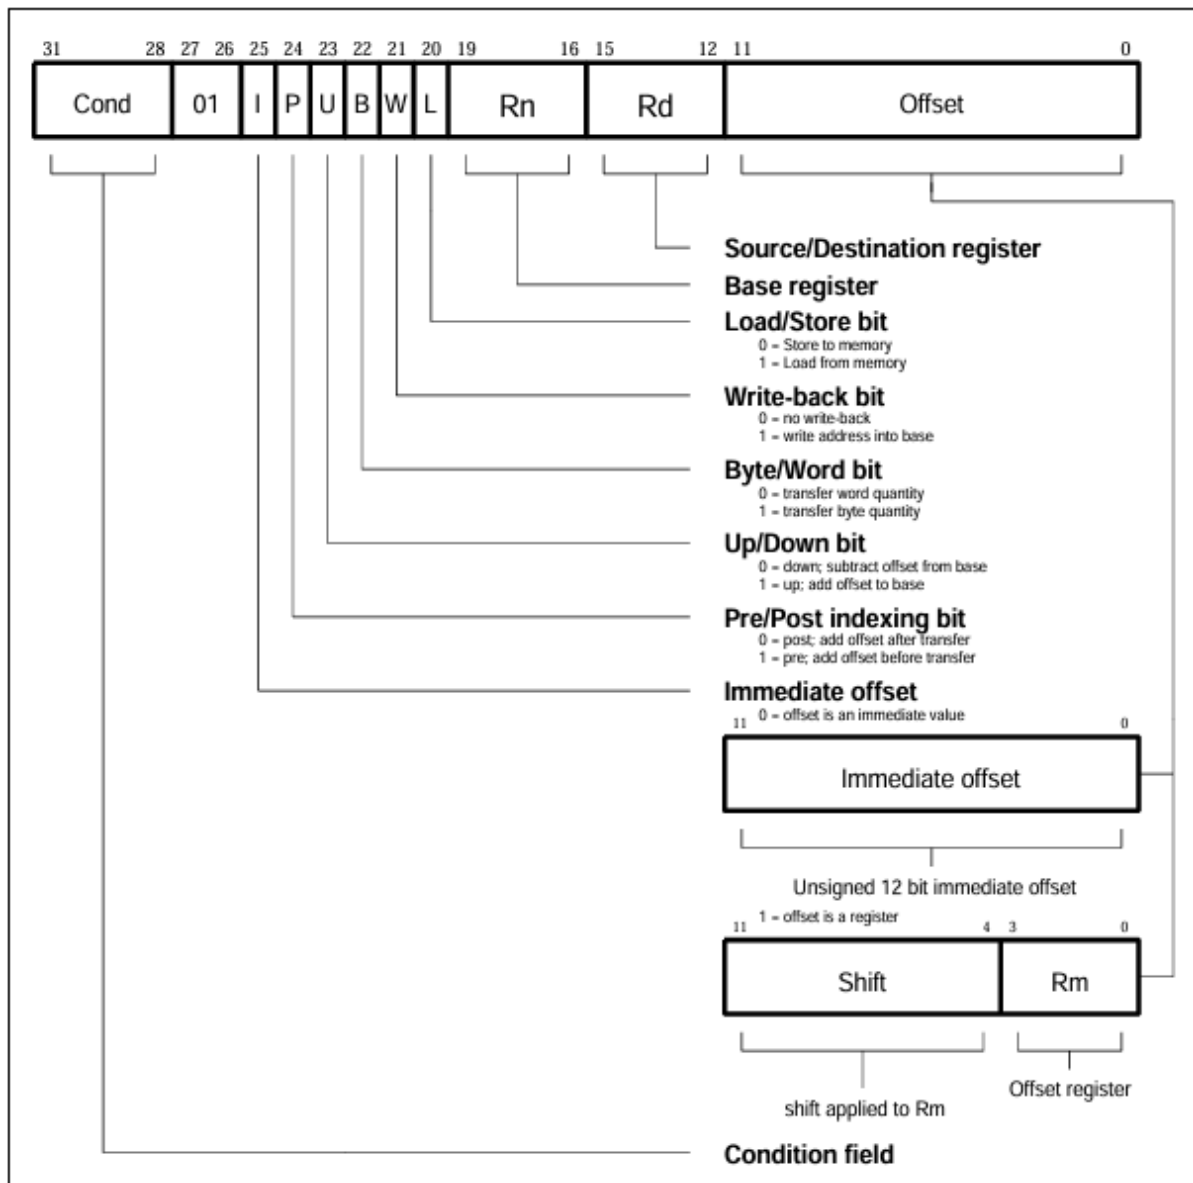 31 28 27 26 25 24 23 22 21 20 19 16 15 12 11 0
Cond 01 I P U B W L Rn Rd Offset
Source/Destination register
Base register
Load/Store bit
0 = Store to memory
1 = Load from memory
Write-back bit
0 = no write-back
1 = write address into base
Byte/Word bit
0 = transfer word quantity
1 = transfer byte quantity
Up/Down bit
0 = down; subtract offset from base
1 = up; add offset to base
Pre/Post indexing bit
0 = post; add offset after transfer
1 = pre; add offset before transfer
Immediate offset
0 = offset is an immediate value
11 0
Immediate offset
Unsigned 12 bit immediate offset
1 = offset is a register
11 4 3 0
Shift Rm
Offset register
shift applied to Rm
Condition field